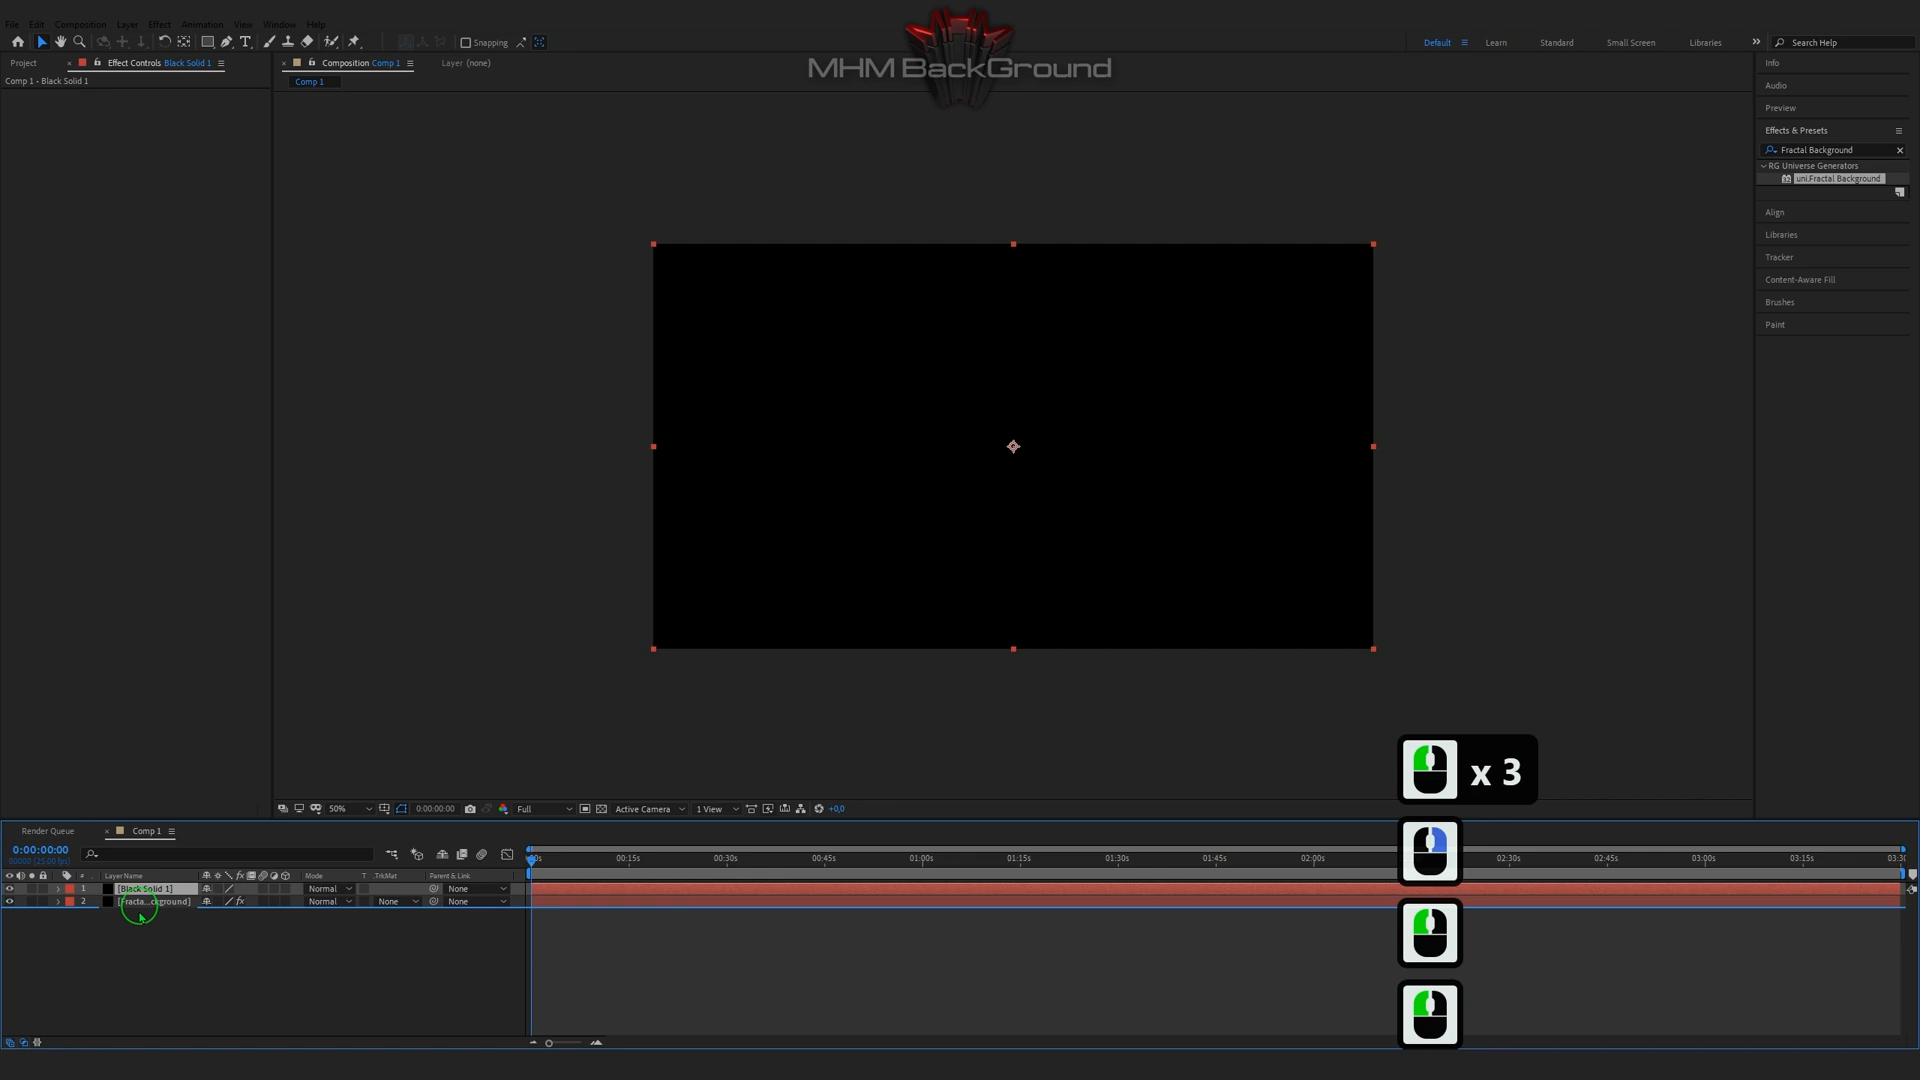 File Edit Composition Layer Effect Animation View Window Help
Snapping
Default Learn Standard Small Screen Libraries Search Help
MHM BackGround
Project Effect Controls Black Solid 1 Composition Comp 1 Layer (none)
Comp 1 • Black Solid 1
Comp 1
Info
Audio
Preview
Effects & Presets
Fractal Background
RG Universe Generators
uni.Fractal Background
Align
Libraries
Tracker
Content-Aware Fill
Brushes
Paint
x 3
50% 0:00:00:00 Full Active Camera 1 View +0,0
Render Queue Comp 1
0:00:00:00
00000 (25.00 fps)
00:15s 00:30s 00:45s 01:00s 01:15s 01:30s 01:45s 02:00s 02:30s 02:45s 03:00s 03:15s
# Layer Name Mode T .TrkMat Parent & Link
1 [Black Solid 1] Normal None
2 [Fracta...ckground] Normal None None